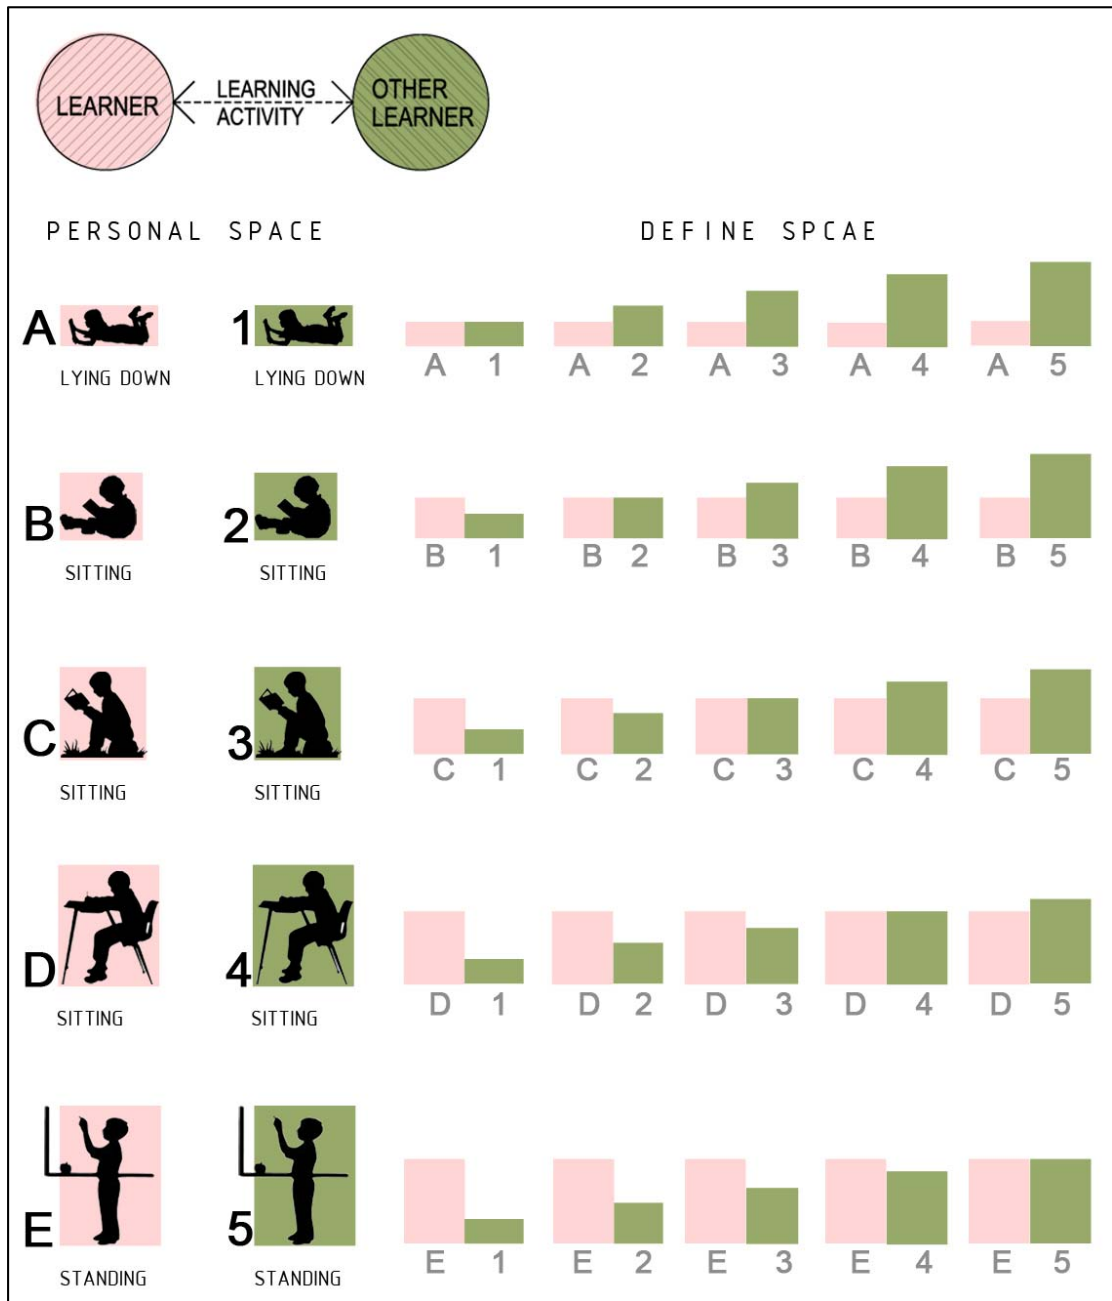 LEARNER
LEARNING
ACTIVITY
OTHER
LEARNER
PERSONAL SPACE
DEFINE SPCAE
A
1
LYING DOWN
LYING DOWN
A 1 A 2 A 3 A 4 A 5
B
2
SITTING
SITTING
B 1 B 2 B 3 B 4 B 5
C
3
SITTING
SITTING
C 1 C 2 C 3 C 4 C 5
D
4
SITTING
SITTING
D 1 D 2 D 3 D 4 D 5
E
5
STANDING
STANDING
E 1 E 2 E 3 E 4 E 5